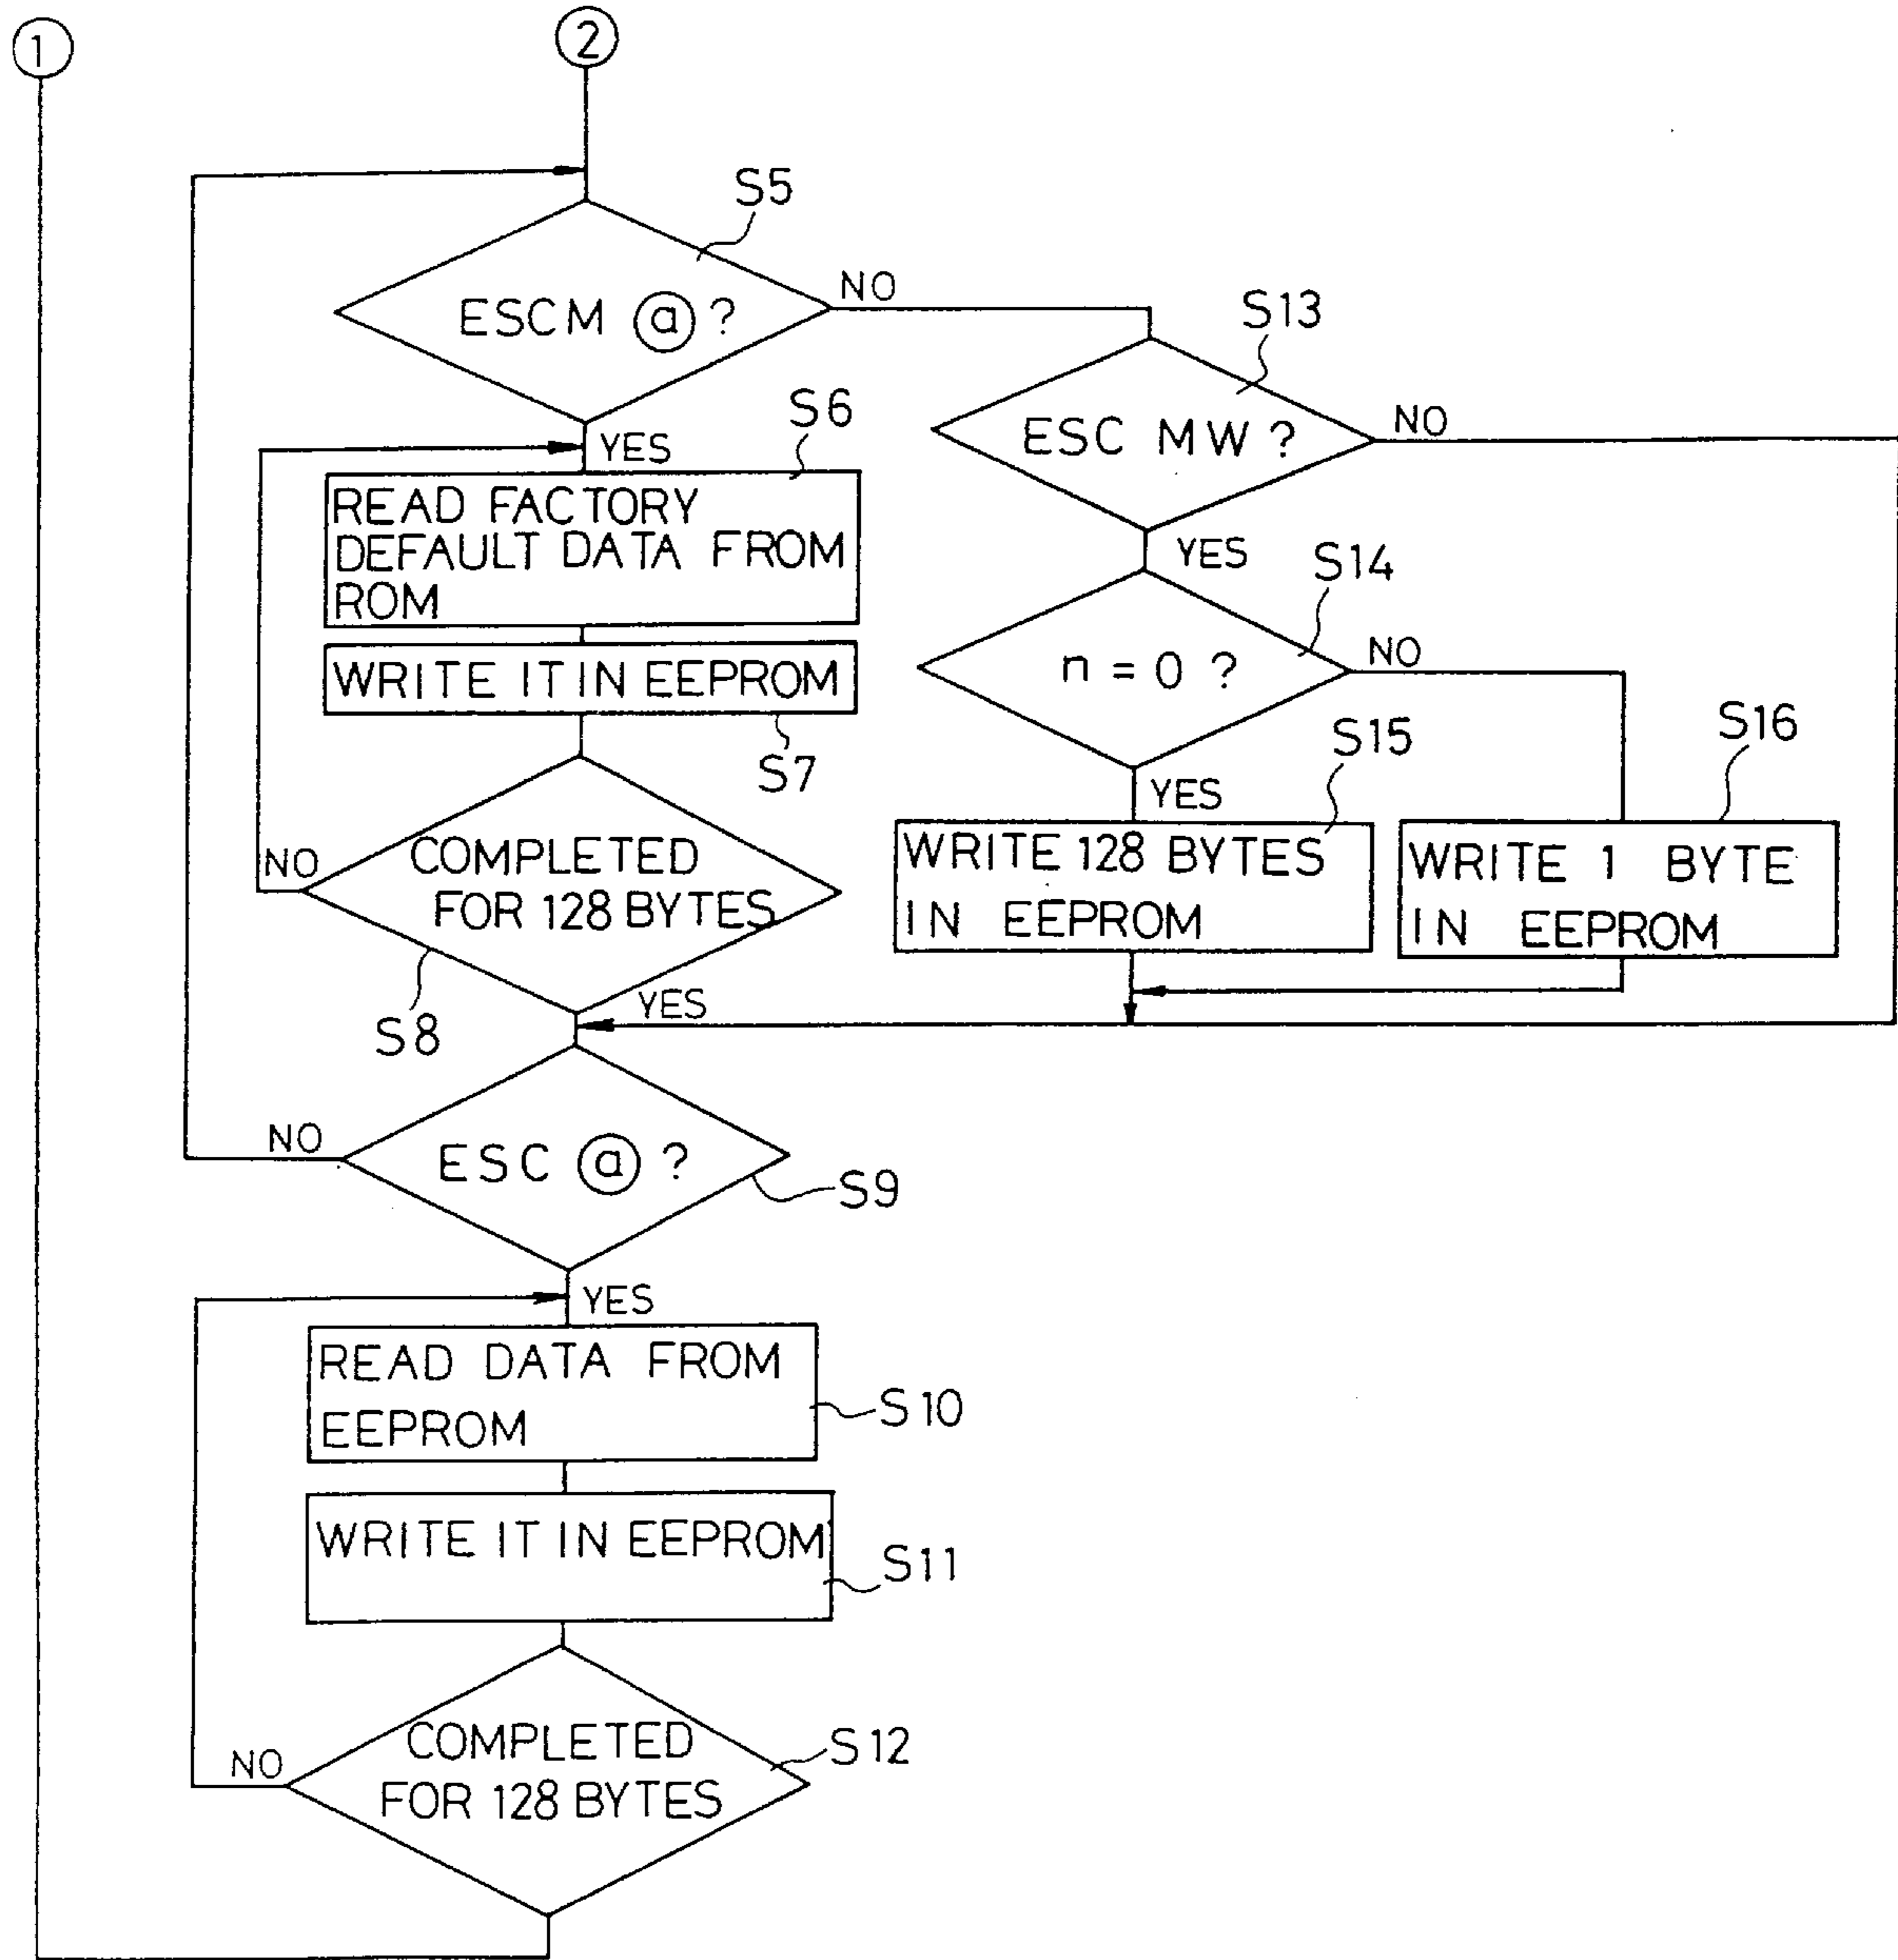 1
2
S5
ESCM @ ?
NO
S13
ESC MW ?
NO
S6
YES
READ FACTORY
DEFAULT DATA FROM
ROM
YES
S14
WRITE IT IN EEPROM
S7
n = 0 ?
NO
S15
S16
YES
COMPLETED
FOR 128 BYTES
NO
WRITE 128 BYTES
IN EEPROM
WRITE 1 BYTE
IN EEPROM
S8
YES
ESC @ ?
NO
S9
YES
READ DATA FROM
EEPROM
S10
WRITE IT IN EEPROM
S11
COMPLETED
FOR 128 BYTES
NO
S12